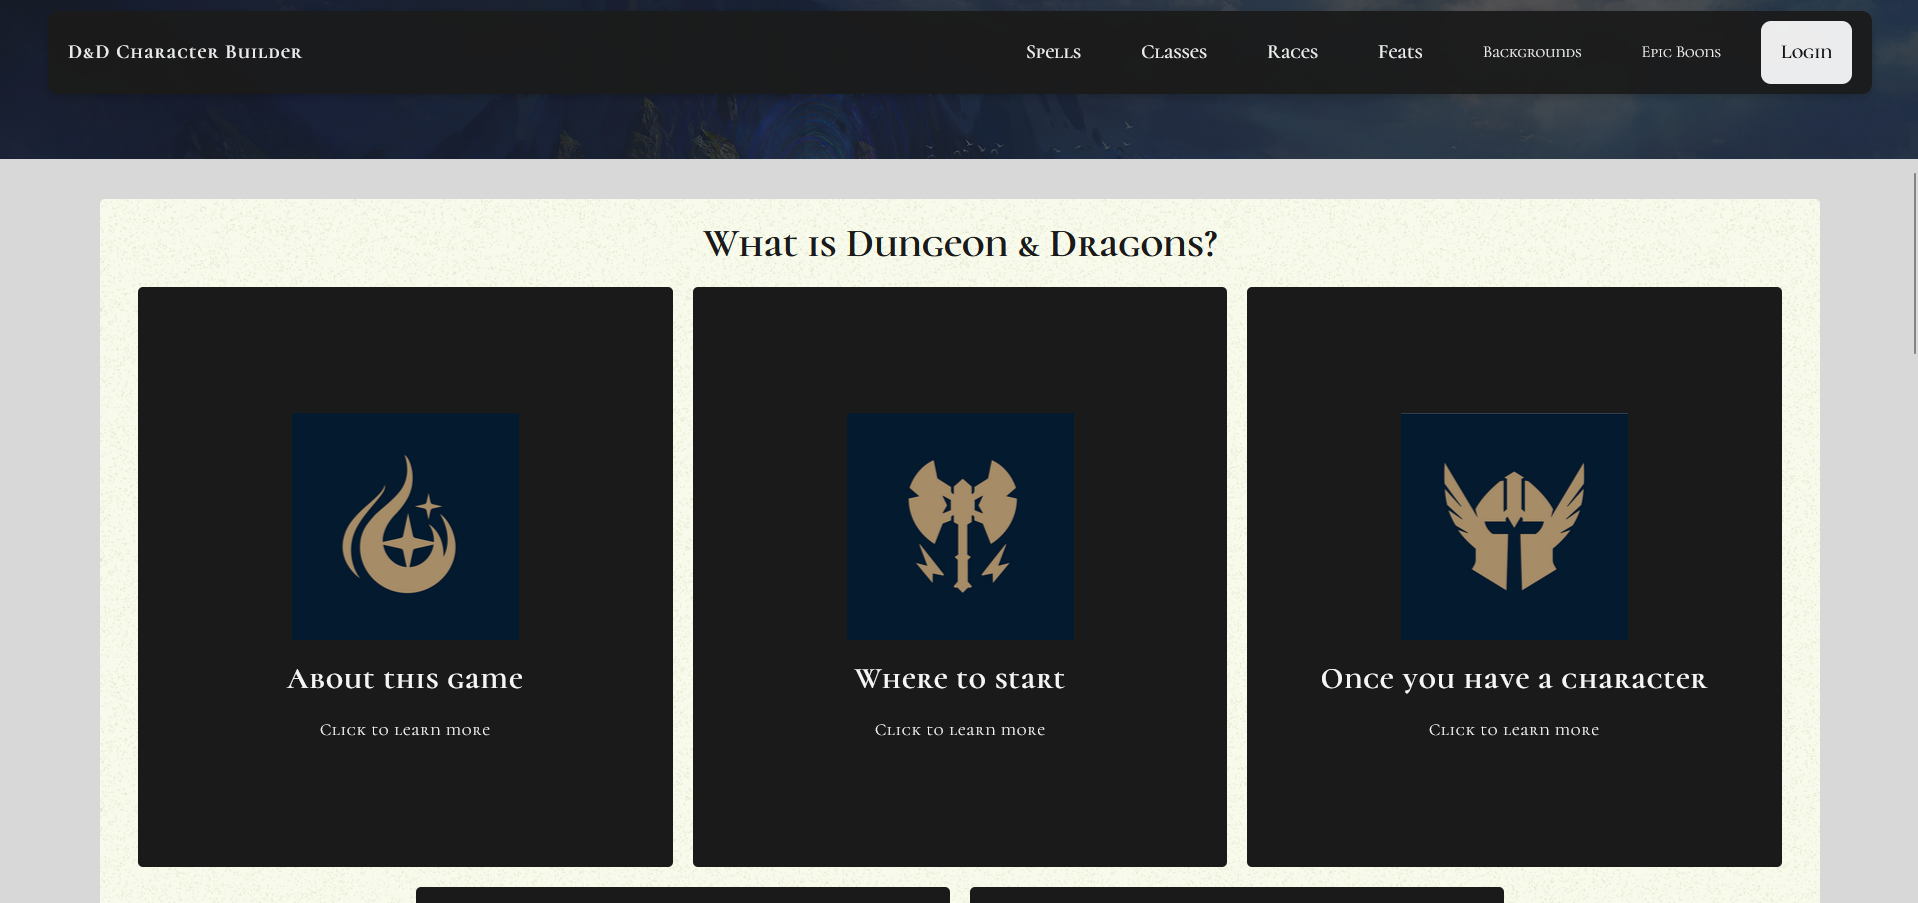 D&D Character Builder
Spells Classes Races Feats Backgrounds Epic Boons Login
What is Dungeon & Dragons?
About this game Where to start Once you have a character
Click to learn more Click to learn more Click to learn more